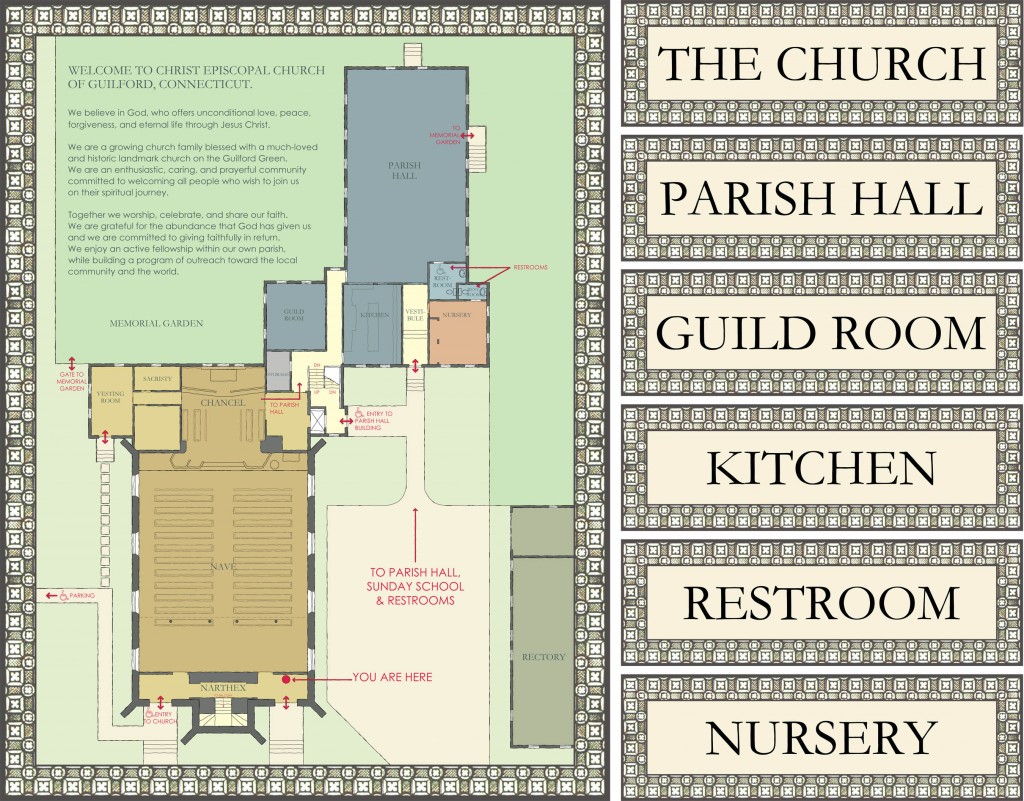 WELCOME TO CHRIST EPISCOPAL CHURCH
OF GUILFORD, CONNECTICUT.
We believe in God, who offers unconditional love, peace,
forgiveness, and eternal life through Jesus Christ.
We are a growing church family blessed with a much-loved
and historic landmark church on the Guilford Green.
We are an enthusiastic, caring, and prayerful community
committed to welcoming all people who wish to join us
on their spiritual journey.
Together we worship, celebrate, and share our faith.
We are grateful for the abundance that God has given us
and we are committed to giving faithfully in return.
We enjoy an active fellowship within our own parish,
while building a program of outreach toward the local
community and the world.
TO
MEMORIAL
GARDEN
PARISH
HALL
RESTROOMS
REST-
ROOM
MEMORIAL GARDEN
GUILD
ROOM
KITCHEN
VESTI-
BULE
NURSERY
GATE TO
MEMORIAL
GARDEN
VESTING
ROOM
SACRISTY
CHANCEL
DN
UP
DN
TO PARISH
HALL
ENTRY TO
PARISH HALL
BUILDING
NAVE
TO PARISH HALL,
SUNDAY SCHOOL
& RESTROOMS
PARKING
RECTORY
NARTHEX
YOU ARE HERE
ENTRY
TO CHURCH
THE CHURCH
PARISH HALL
GUILD ROOM
KITCHEN
RESTROOM
NURSERY